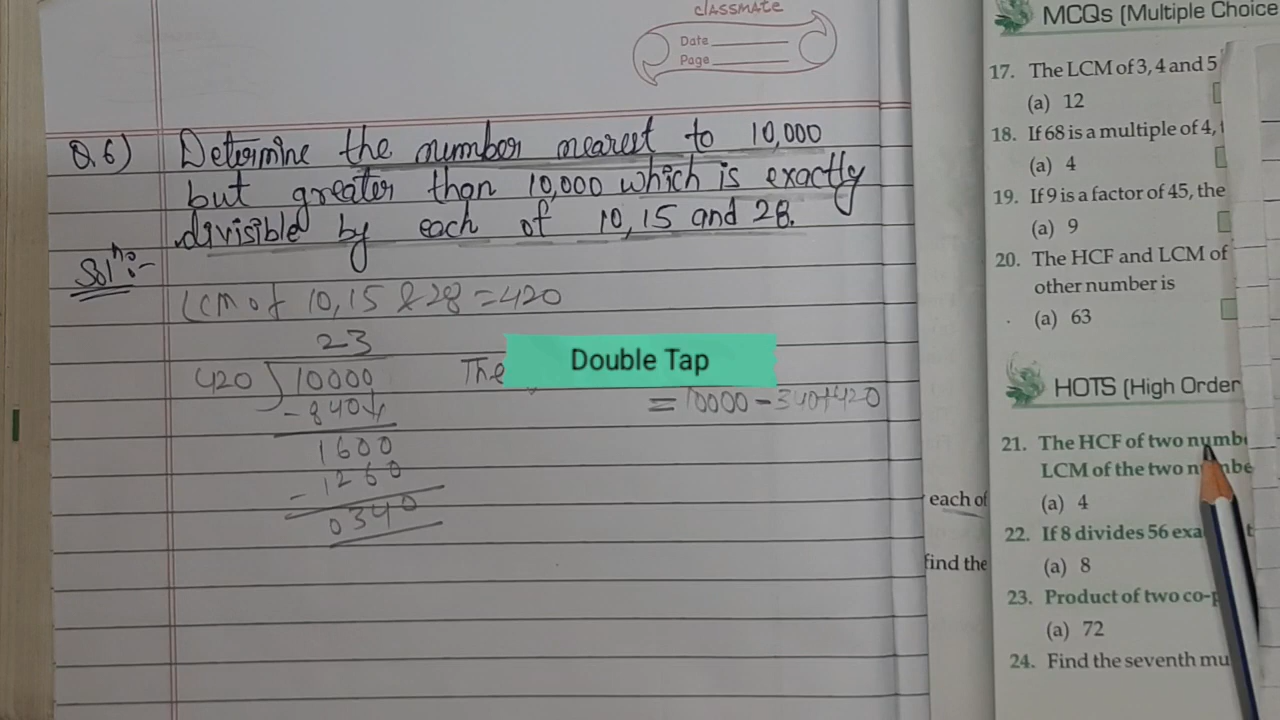 classmate
Date
Page
Q.6) Determine the number nearest to 10,000
but greater than 10,000 which is exactly
divisible by each of 10, 15 and 28.
Solno:-
LCM of 10, 15 & 28 = 420
23
420 ) 10000
- 840↓
1600
- 1260
0340
The
= 10000 - 340 + 420
Double Tap
each of
find the
MCQs (Multiple Choice
17. The LCM of 3, 4 and 5
(a) 12
18. If 68 is a multiple of 4,
(a) 4
19. If 9 is a factor of 45, the
(a) 9
20. The HCF and LCM of
other number is
(a) 63
HOTS (High Order
21. The HCF of two numb
LCM of the two
(a) 4
22. If 8 divides 56 exa
(a) 8
23. Product of two co-p
(a) 72
24. Find the seventh mu